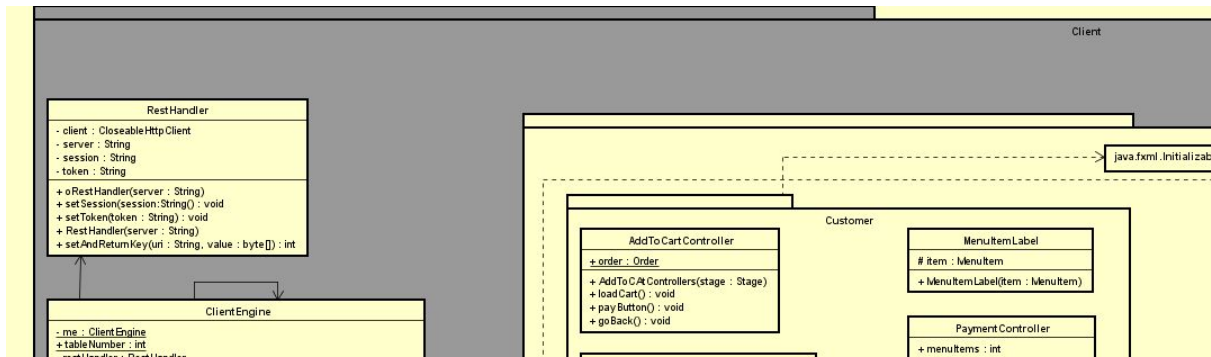 Client
RestHandler
- client : CloseableHttpClient
- server : String
- session : String
- token : String
+ oRestHandler(server : String)
+ setSession(session:String() : void
+ setToken(token : String) : void
+ RestHandler(server : String)
+ setAndReturnKey(uri : String, value : byte[]) : int
java.fxml.Initializab
Customer
AddToCartController
+ order : Order
+ AddToCAtControllers(stage : Stage)
+ loadCart() : void
+ payButton() : void
+ goBack() : void
MenuItemLabel
# item : MenuItem
+ MenuItemLabel(item : MenuItem)
ClientEngine
- me : ClientEngine
+ tableNumber : int
- restHandler : RestHandler
PaymentController
+ menuItems : int